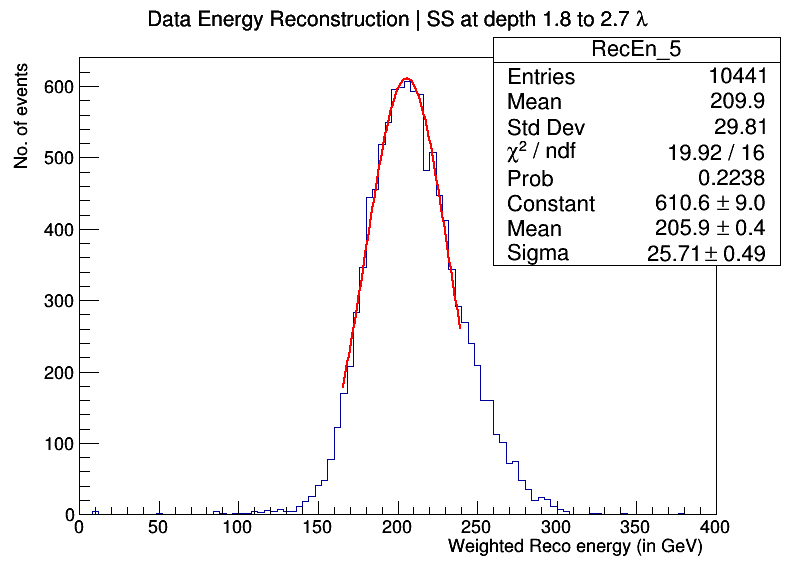 Data Energy Reconstruction | SS at depth 1.8 to 2.7 λ
RecEn_5
Entries 10441
Mean 209.9
Std Dev 29.81
χ² / ndf 19.92 / 16
Prob 0.2238
Constant 610.6 ± 9.0
Mean 205.9 ± 0.4
Sigma 25.71 ± 0.49
No. of events
600
500
400
300
200
100
0
0 50 100 150 200 250 300 350 400
Weighted Reco energy (in GeV)